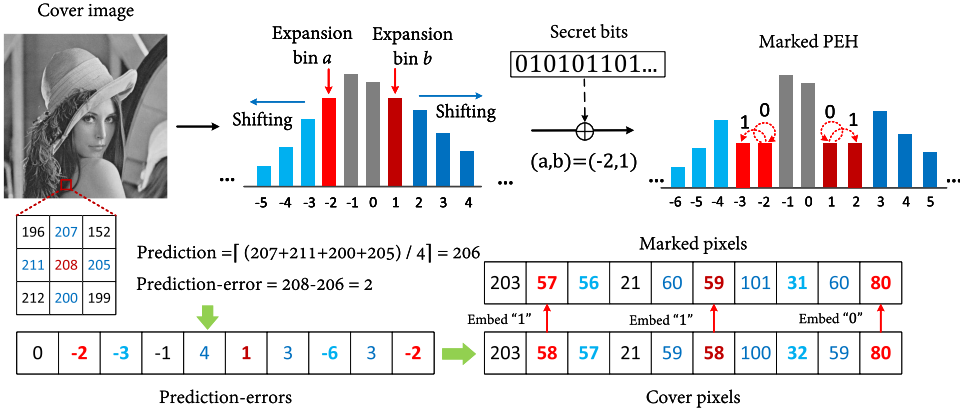 Cover image
Expansion
bin a
Expansion
bin b
Shifting
Shifting
...
-5 -4 -3 -2 -1 0 1 2 3 4
...
Secret bits
010101101...
(a,b)=(-2,1)
Marked PEH
1 0 0 1
...
-6 -5 -4 -3 -2 -1 0 1 2 3 4 5
...
196 207 152
211 208 205
212 200 199
Prediction =⌈ (207+211+200+205) / 4⌉ = 206
Prediction-error = 208-206 = 2
0 -2 -3 -1 4 1 3 -6 3 -2
Prediction-errors
Marked pixels
203 57 56 21 60 59 101 31 60 80
Embed “1”
Embed “1”
Embed “0”
203 58 57 21 59 58 100 32 59 80
Cover pixels